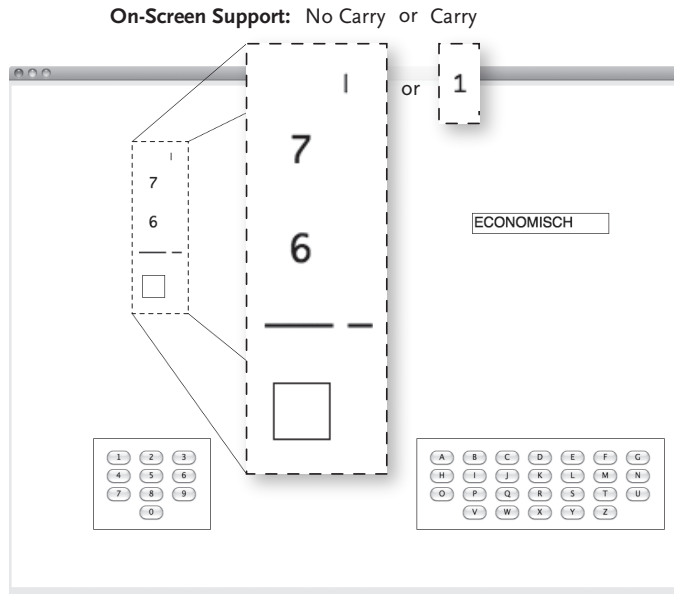 On-Screen Support: No Carry or Carry
| or 1
7
6
|
7
6
ECONOMISCH
1 2 3
4 5 6
7 8 9
0
A B C D E F G
H I J K L M N
O P Q R S T U
V W X Y Z